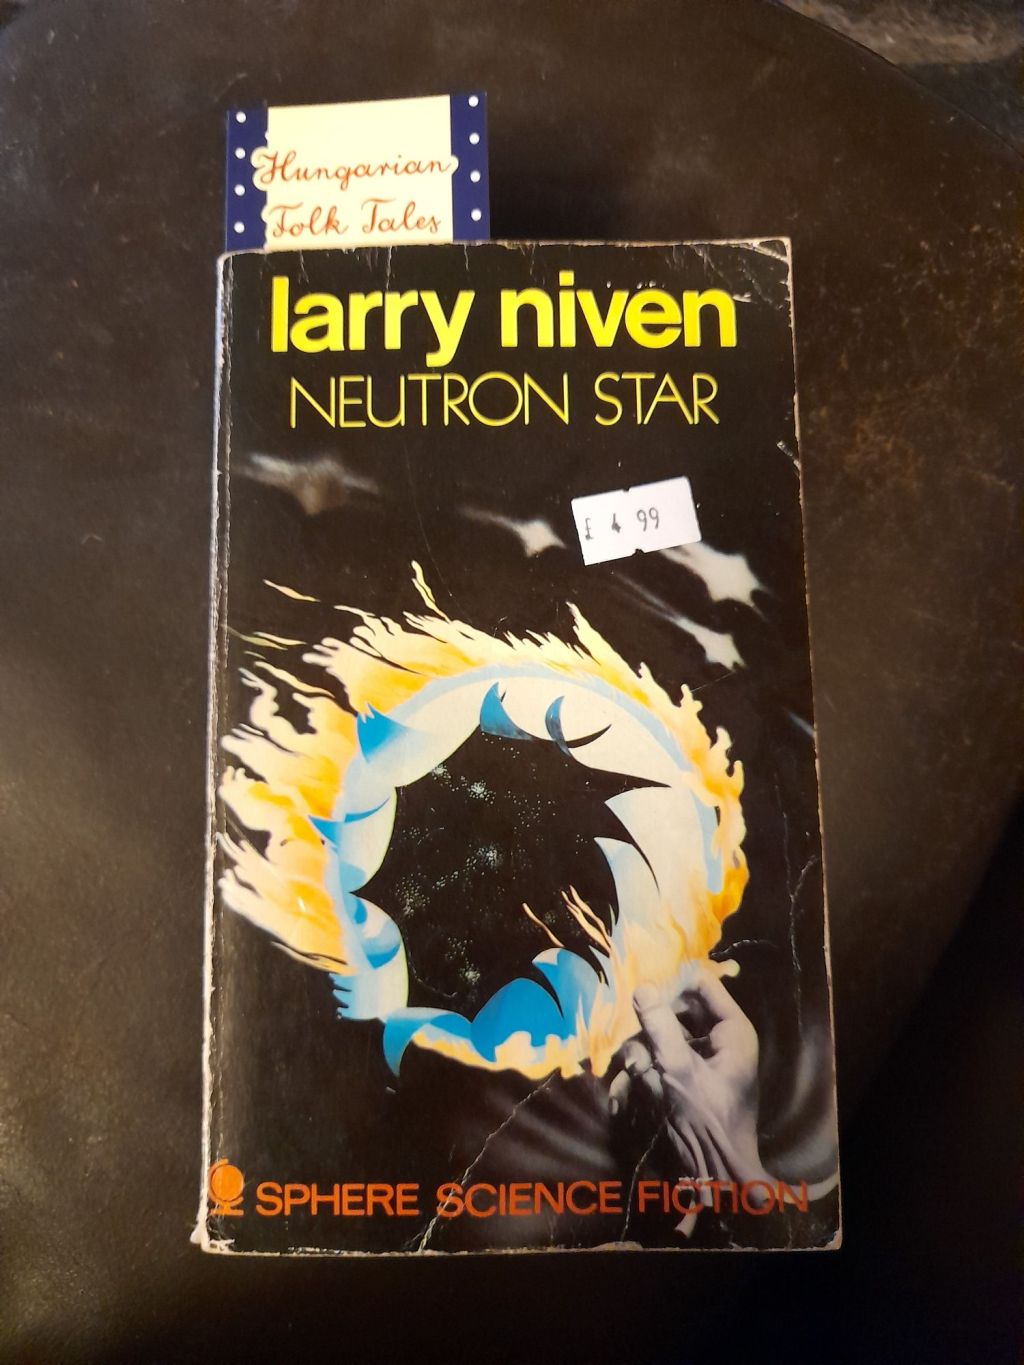 Hungarian
Folk Tales
larry niven
NEUTRON STAR
£ 4 99
SPHERE SCIENCE FICTION